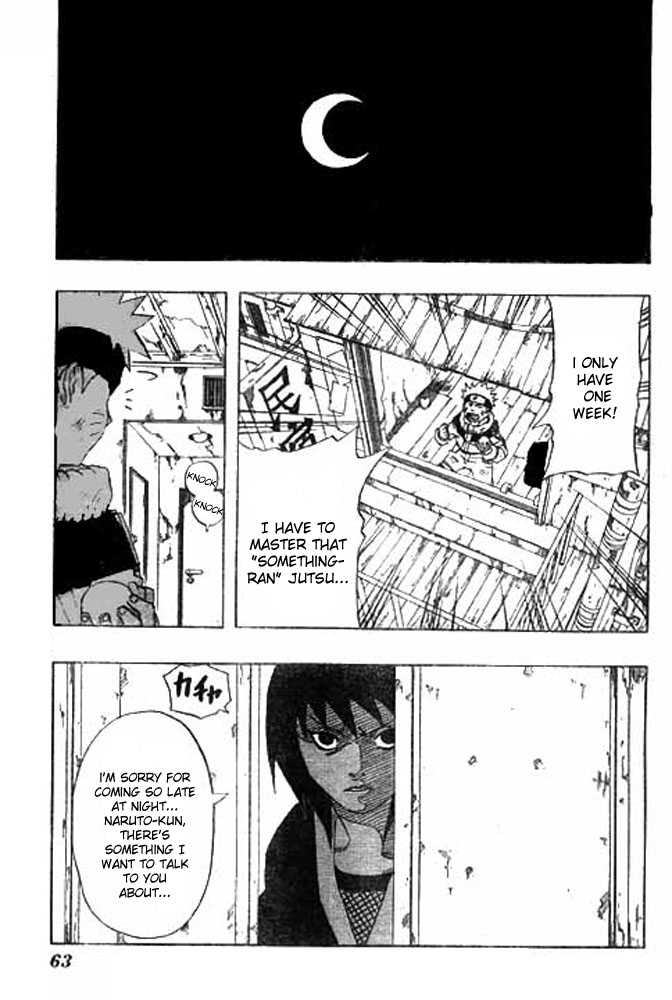 I ONLY
HAVE
ONE
WEEK!
I HAVE TO
MASTER THAT
"SOMETHING-
RAN" JUTSU...
KNOCK
KNOCK
ガチャ
I'M SORRY FOR
COMING SO LATE
AT NIGHT...
NARUTO-KUN,
THERE'S
SOMETHING I
WANT TO TALK
TO YOU
ABOUT...
63